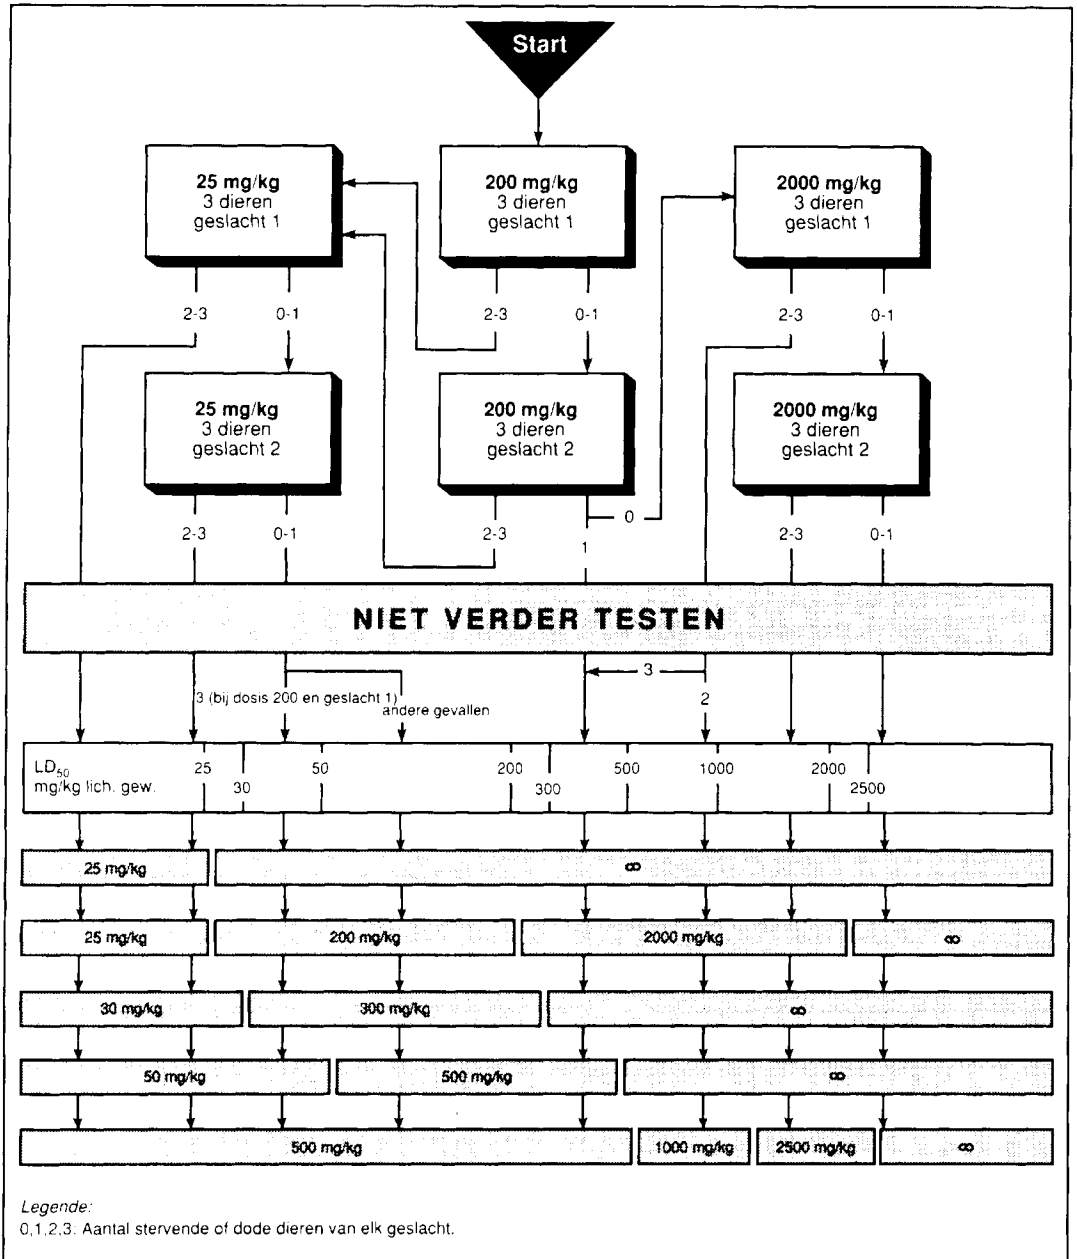 Start
25 mg/kg
3 dieren
geslacht 1
200 mg/kg
3 dieren
geslacht 1
2000 mg/kg
3 dieren
geslacht 1
2-3
0-1
2-3
0-1
2-3
0-1
25 mg/kg
3 dieren
geslacht 2
200 mg/kg
3 dieren
geslacht 2
2000 mg/kg
3 dieren
geslacht 2
2-3
0-1
2-3
0
1
2-3
0-1
NIET VERDER TESTEN
3 (bij dosis 200 en geslacht 1)
andere gevallen
3
2
LD50
mg/kg lich. gew.
25
30
50
200
300
500
1000
2000
2500
25 mg/kg
∞
25 mg/kg
200 mg/kg
2000 mg/kg
∞
30 mg/kg
300 mg/kg
∞
50 mg/kg
500 mg/kg
∞
500 mg/kg
1000 mg/kg
2500 mg/kg
∞
Legende:
0,1,2,3: Aantal stervende of dode dieren van elk geslacht.